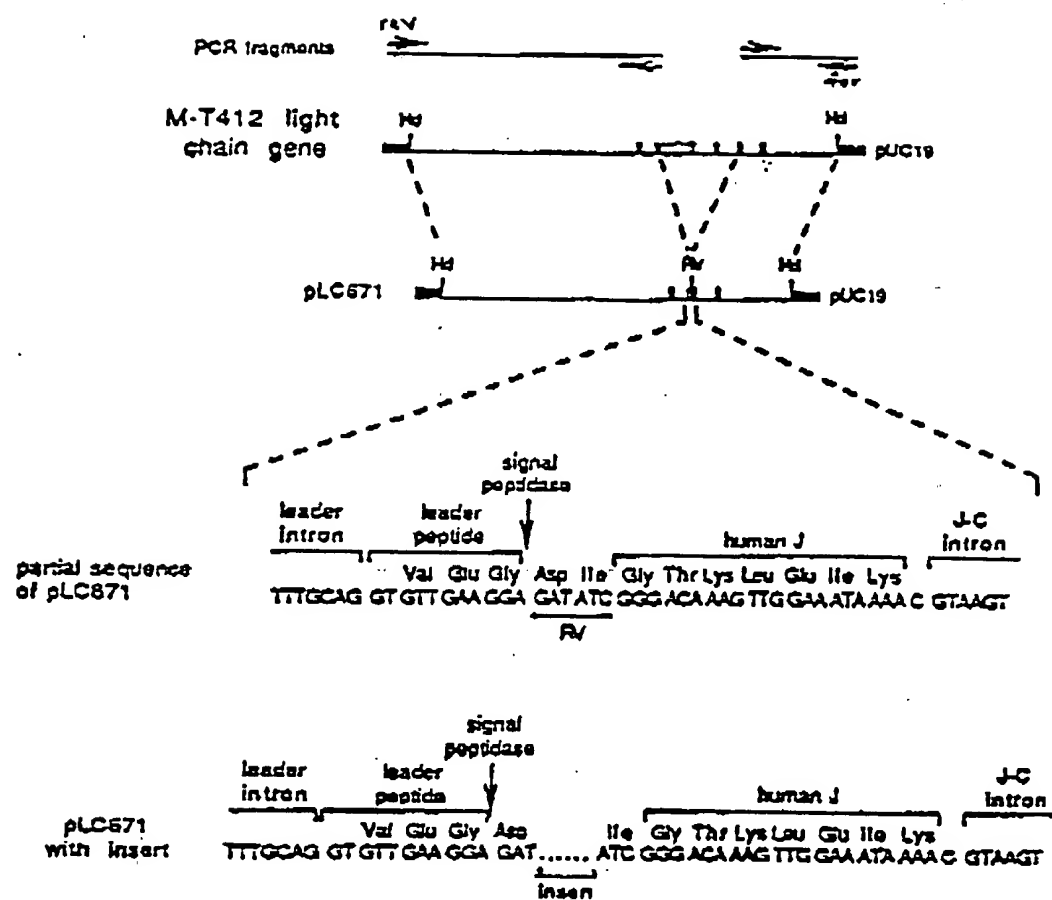 rev
PCR fragments
for
M-T412 light
chain gene
Hd
Hd
pUC19
Hd
RV
Hd
pLC671
pUC19
signal
peptidase
leader
intron
leader
peptide
human J
J-C
intron
partial sequence
of pLC671
Val Glu Gly Asp Ile Gly Thr Lys Leu Glu Ile Lys
TTTGCAG GT GTT GAA GGA GAT ATC GGG ACA AAG TTG GAA ATA AAA C GTAAGT
RV
signal
peptidase
leader
intron
leader
peptide
human J
J-C
intron
pLC671
with insert
Val Glu Gly Asp Ile Gly Thr Lys Leu Glu Ile Lys
TTTGCAG GT GTT GAA GGA GAT ...... ATC GGG ACA AAG TTG GAA ATA AAA C GTAAGT
insert